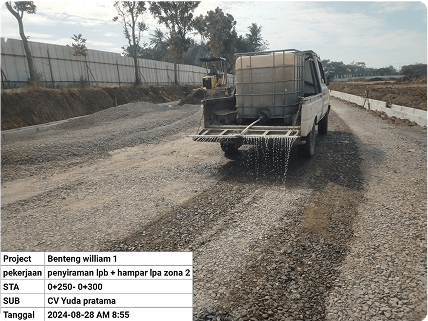 Project Benteng william 1
pekerjaan penyiraman lpb + hampar lpa zona 2
STA 0+250- 0+300
SUB CV Yuda pratama
Tanggal 2024-08-28 AM 8:55